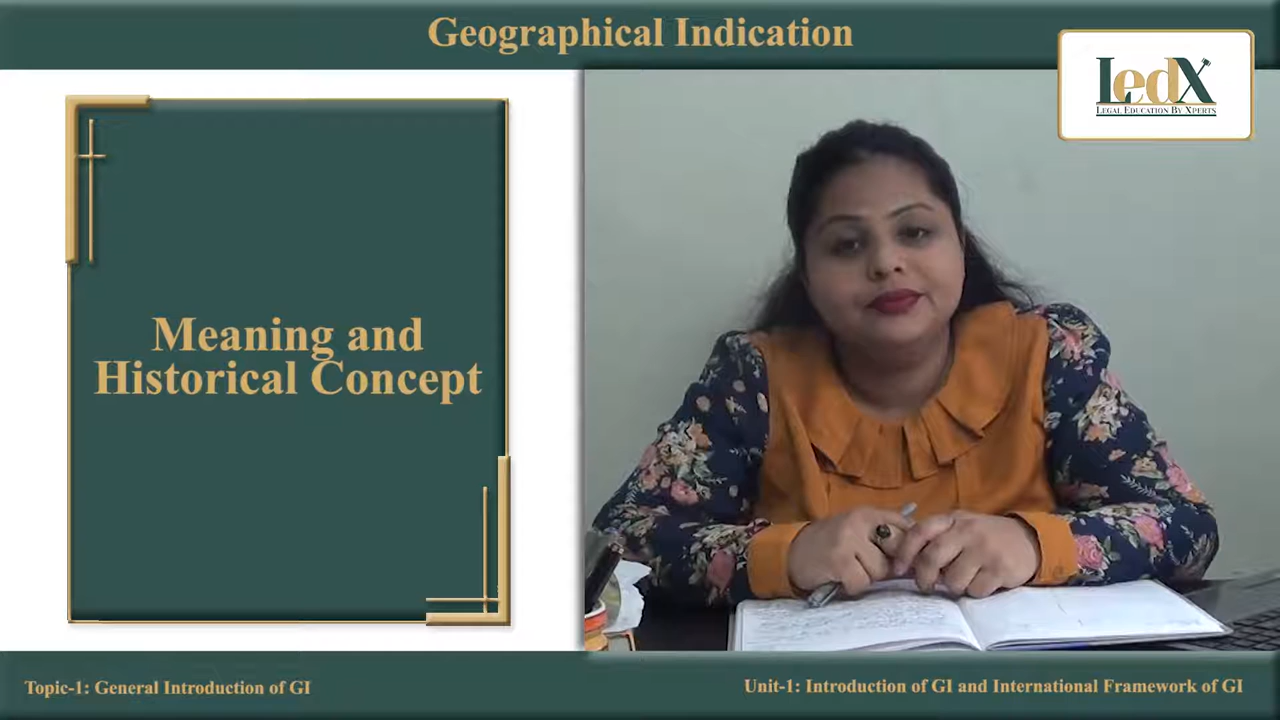 Geographical Indication
LedX
LEGAL EDUCATION BY XPERTS
Meaning and
Historical Concept
Topic-1: General Introduction of GI
Unit-1: Introduction of GI and International Framework of GI